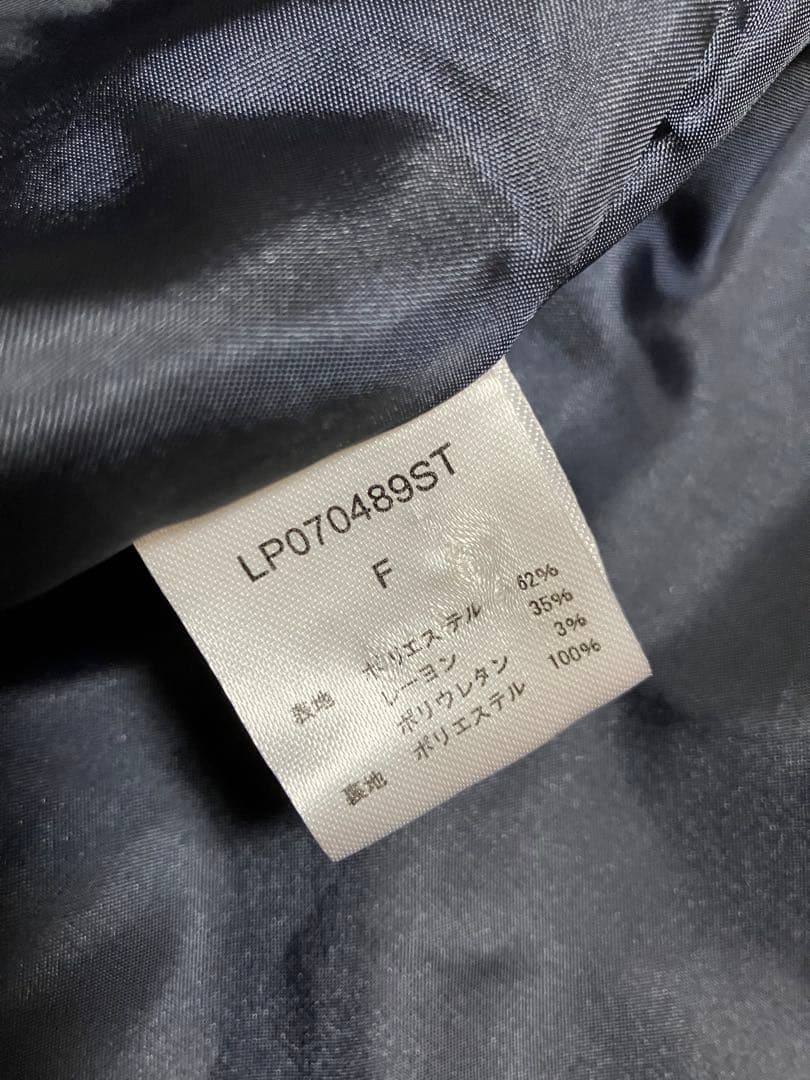 LP070489ST
F
表地 ポリエステル 62%
レーヨン 35%
ポリウレタン 3%
裏地 ポリエステル 100%